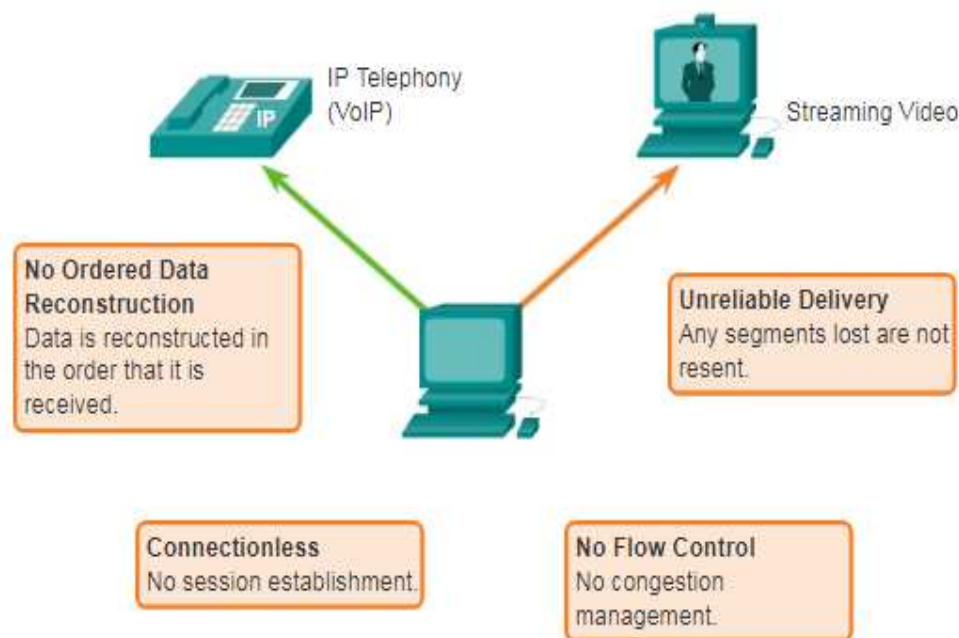 IP Telephony
(VoIP)
IP
Streaming Video
No Ordered Data
Reconstruction
Data is reconstructed in
the order that it is
received.
Unreliable Delivery
Any segments lost are not
resent.
Connectionless
No session establishment.
No Flow Control
No congestion
management.